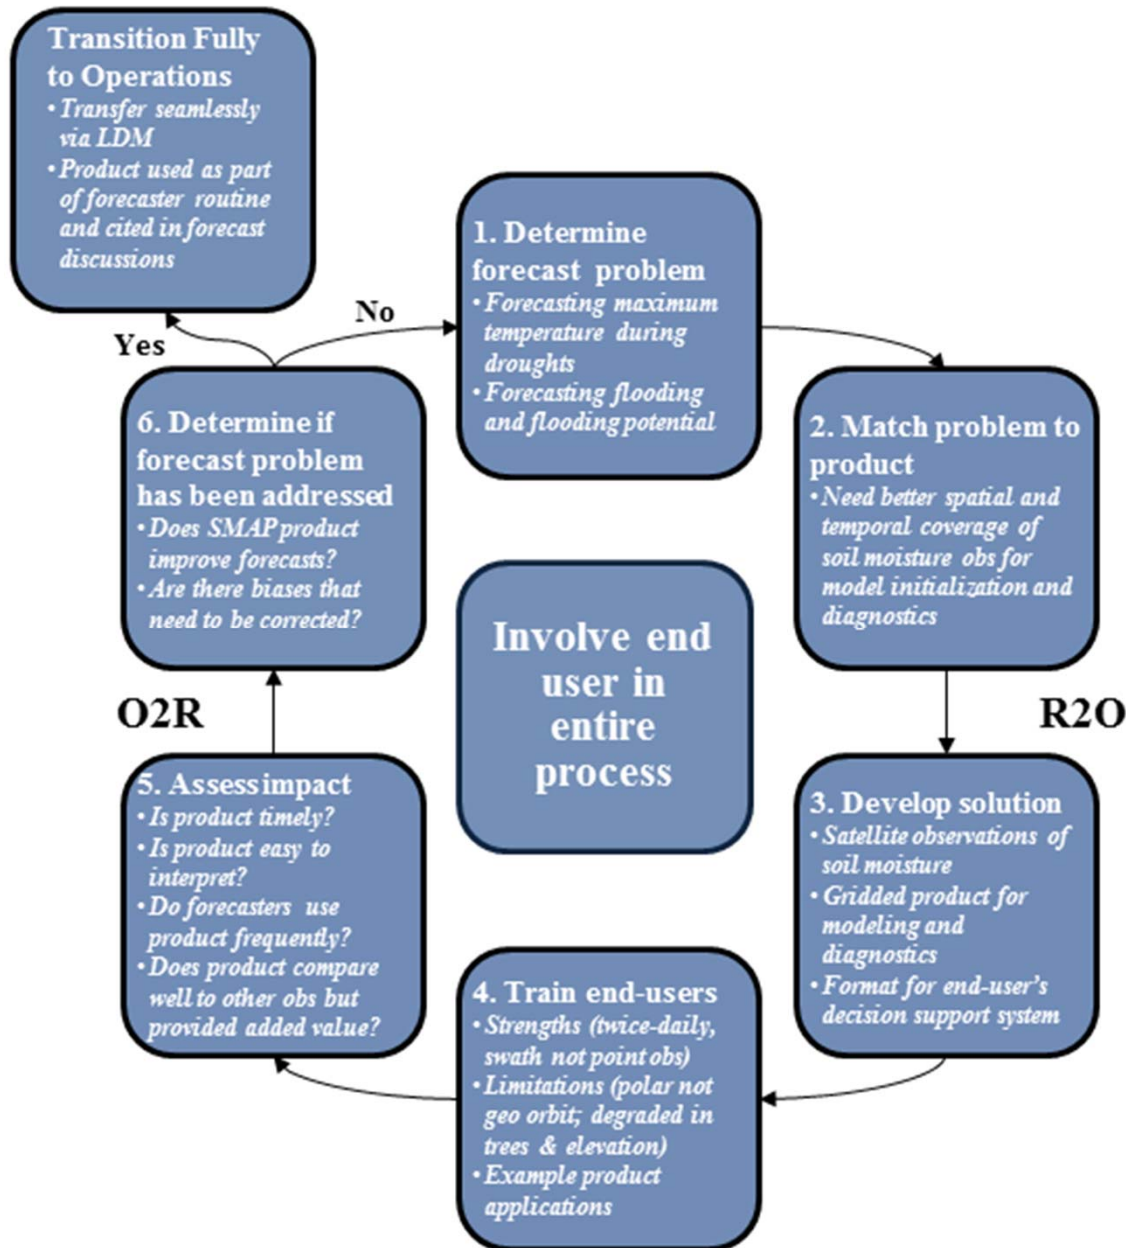 Transition Fully
to Operations
• Transfer seamlessly
via LDM
• Product used as part
of forecaster routine
and cited in forecast
discussions
Yes
No
1. Determine
forecast problem
• Forecasting maximum
temperature during
droughts
• Forecasting flooding
and flooding potential
2. Match problem to
product
• Need better spatial and
temporal coverage of
soil moisture obs for
model initialization and
diagnostics
R2O
3. Develop solution
• Satellite observations of
soil moisture
• Gridded product for
modeling and
diagnostics
• Format for end-user's
decision support system
4. Train end-users
• Strengths (twice-daily,
swath not point obs)
• Limitations (polar not
geo orbit; degraded in
trees & elevation)
• Example product
applications
5. Assess impact
• Is product timely?
• Is product easy to
interpret?
• Do forecasters use
product frequently?
• Does product compare
well to other obs but
provided added value?
O2R
6. Determine if
forecast problem
has been addressed
• Does SMAP product
improve forecasts?
• Are there biases that
need to be corrected?
Involve end
user in
entire
process